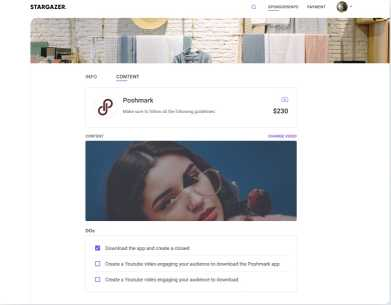 STARGAZER.
SPONSORSHIPS
PAYMENT
INFO
CONTENT
Poshmark
Make sure to follow all the following guidelines.
$230
CONTENT
CHANGE VIDEO
DOs
Download the app and create a closed
Create a Youtube video engaging your audience to download the Poshmark app
Create a Youtube video engaging your audience to download